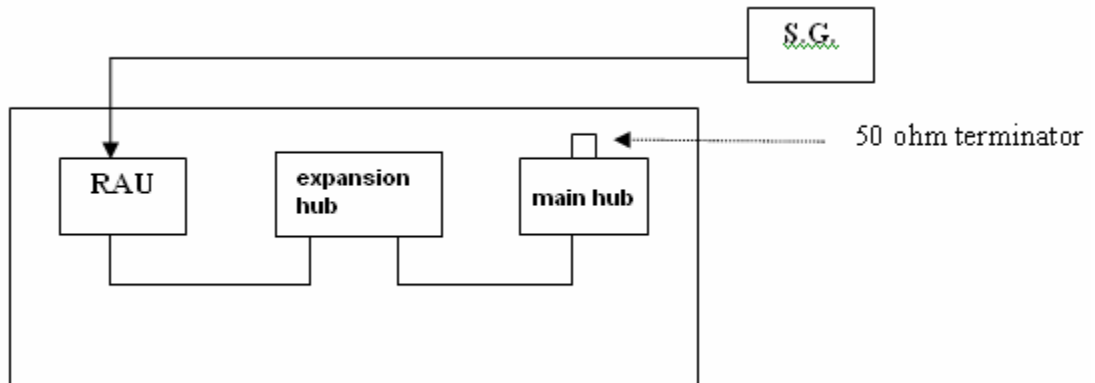 S.G.
50 ohm terminator
RAU
expansion
hub
main hub